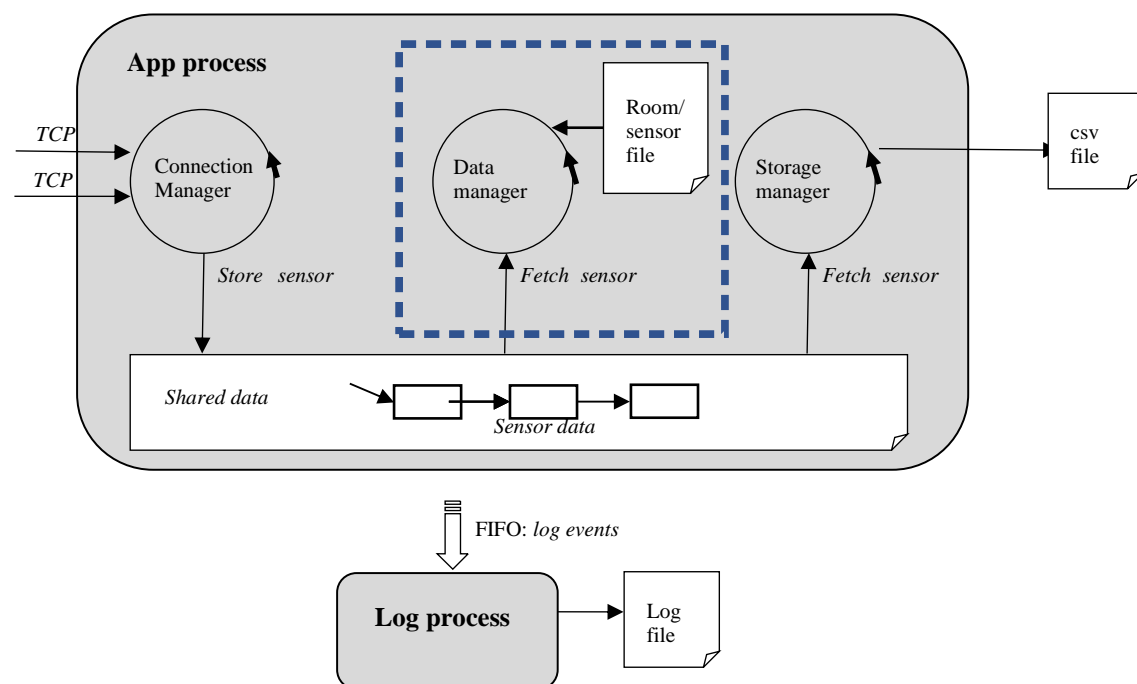 App process
TCP
TCP
Connection
Manager
Data
manager
Room/
sensor
file
Storage
manager
csv
file
Store sensor
Fetch sensor
Fetch sensor
Shared data
Sensor data
FIFO: log events
Log process
Log
file